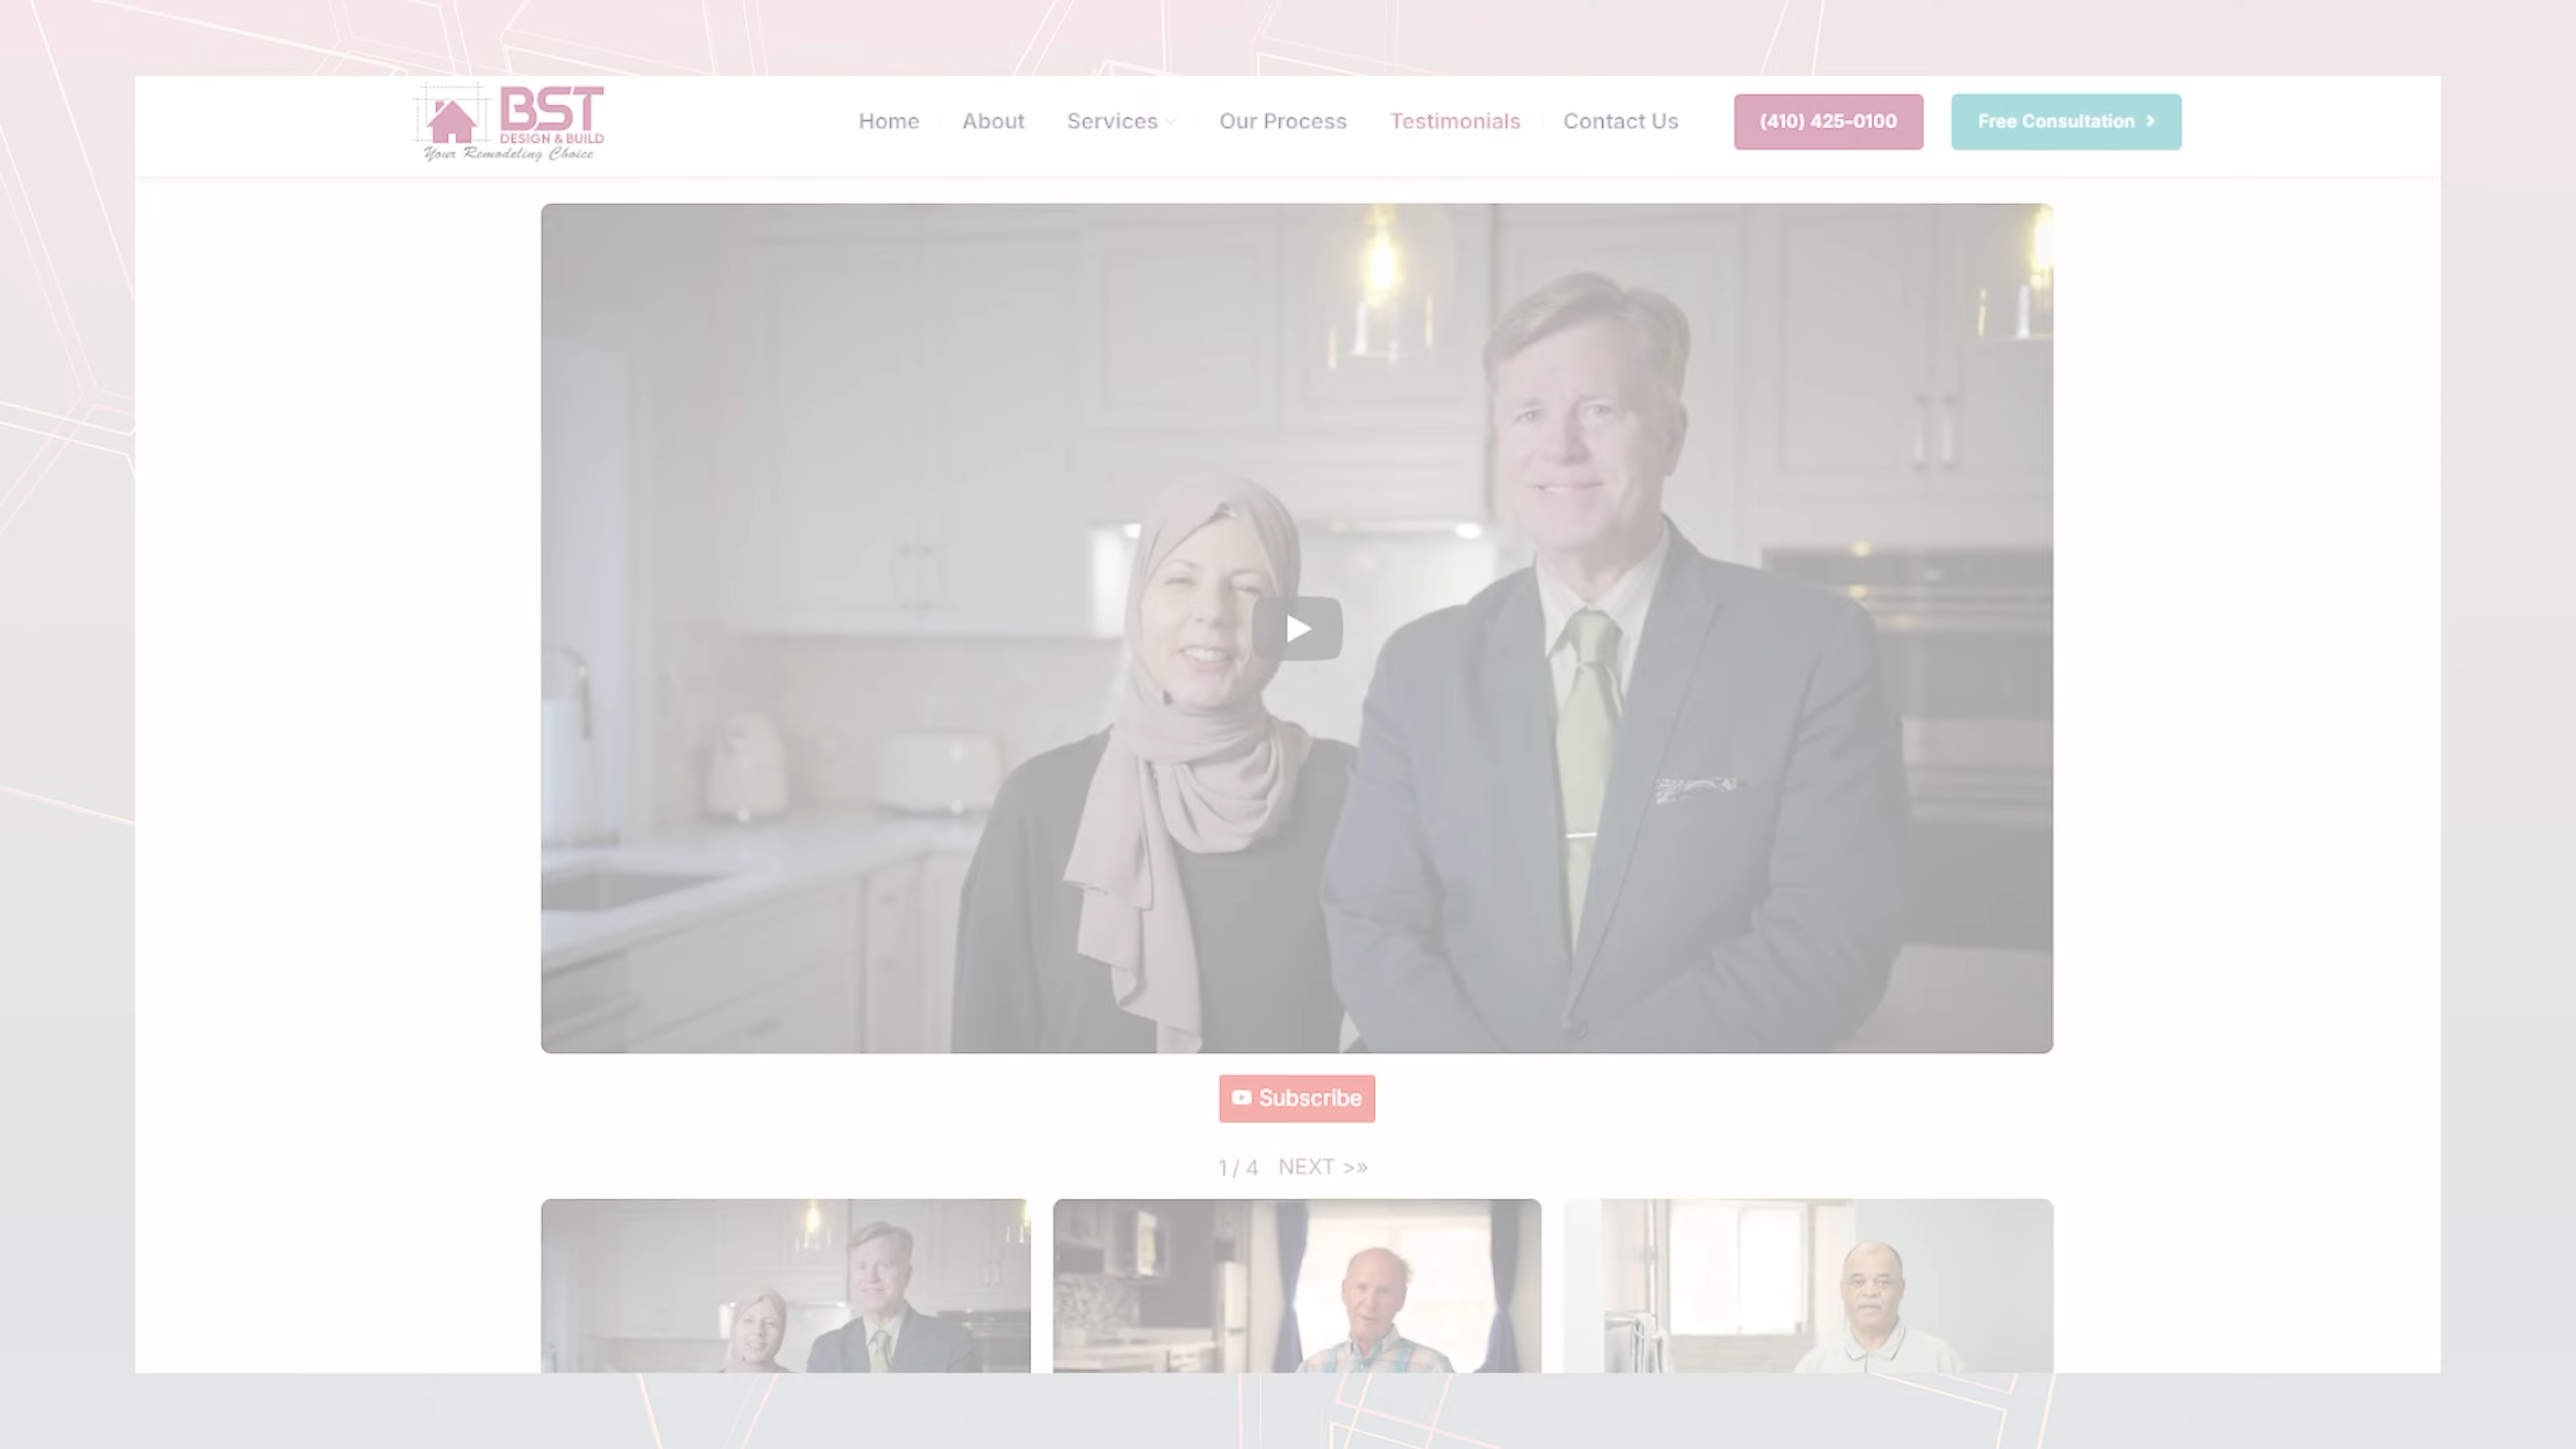 BST
DESIGN & BUILD
Your Remodeling Choice
Home
About
Services
Our Process
Testimonials
Contact Us
(410) 425-0100
Free Consultation
Subscribe
1 / 4 NEXT >»